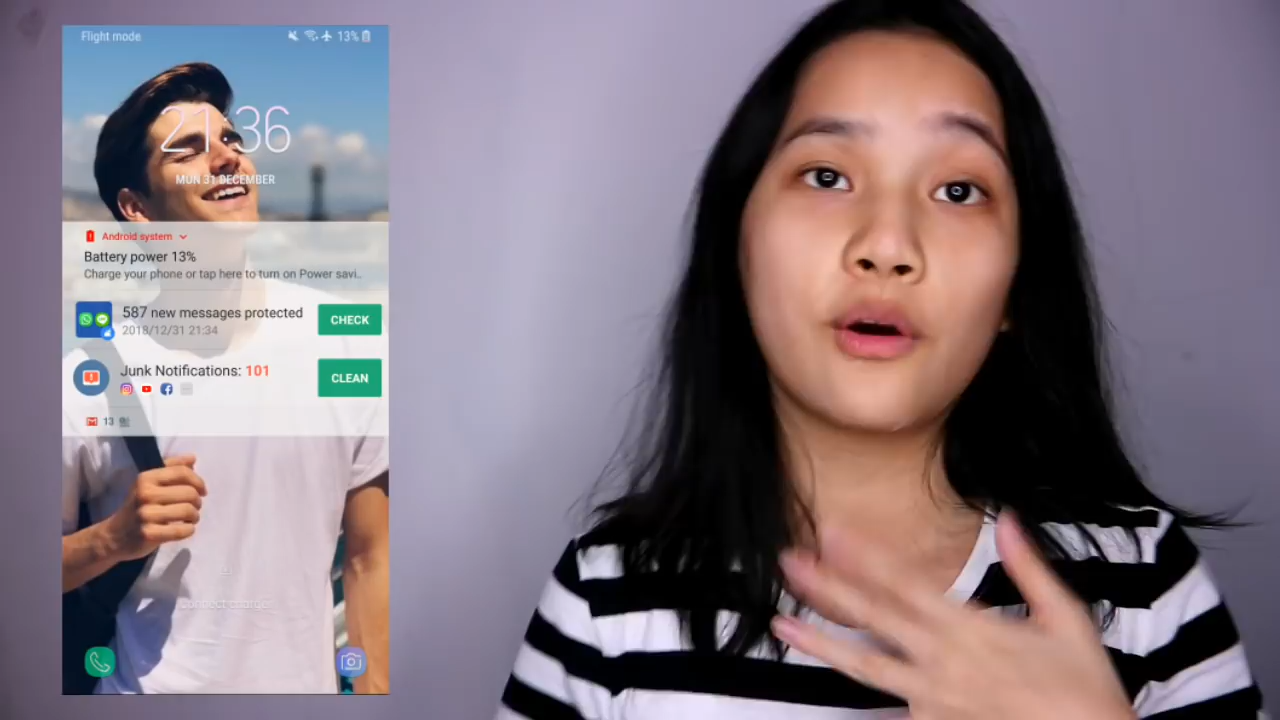 Flight mode
13%
21:36
MON 31 DECEMBER
Android system
Battery power 13%
Charge your phone or tap here to turn on Power savi..
587 new messages protected
2018/12/31 21:34
CHECK
Junk Notifications: 101
CLEAN
13
Connect charger